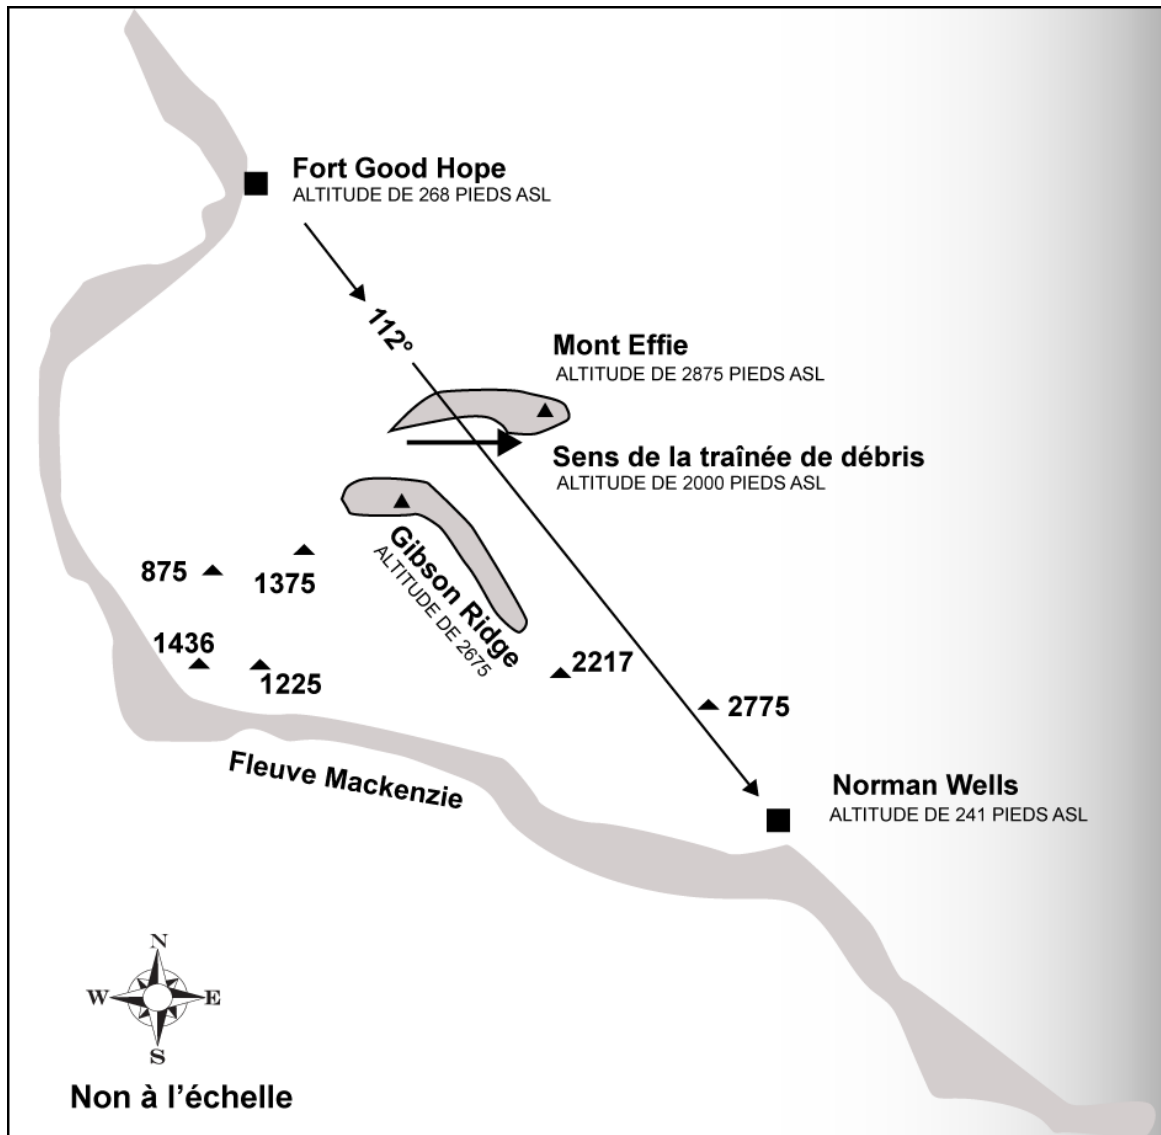 Fort Good Hope
ALTITUDE DE 268 PIEDS ASL
112°
Mont Effie
ALTITUDE DE 2875 PIEDS ASL
Sens de la traînée de débris
ALTITUDE DE 2000 PIEDS ASL
Gibson Ridge
ALTITUDE DE 2675
875
1375
1436
1225
2217
2775
Fleuve Mackenzie
Norman Wells
ALTITUDE DE 241 PIEDS ASL
N
W
E
S
Non à l'échelle